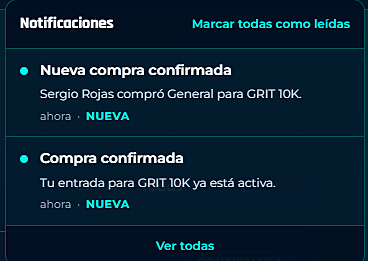 Notificaciones
Marcar todas como leídas
Nueva compra confirmada
Sergio Rojas compró General para GRIT 10K.
ahora · NUEVA
Compra confirmada
Tu entrada para GRIT 10K ya está activa.
ahora · NUEVA
Ver todas